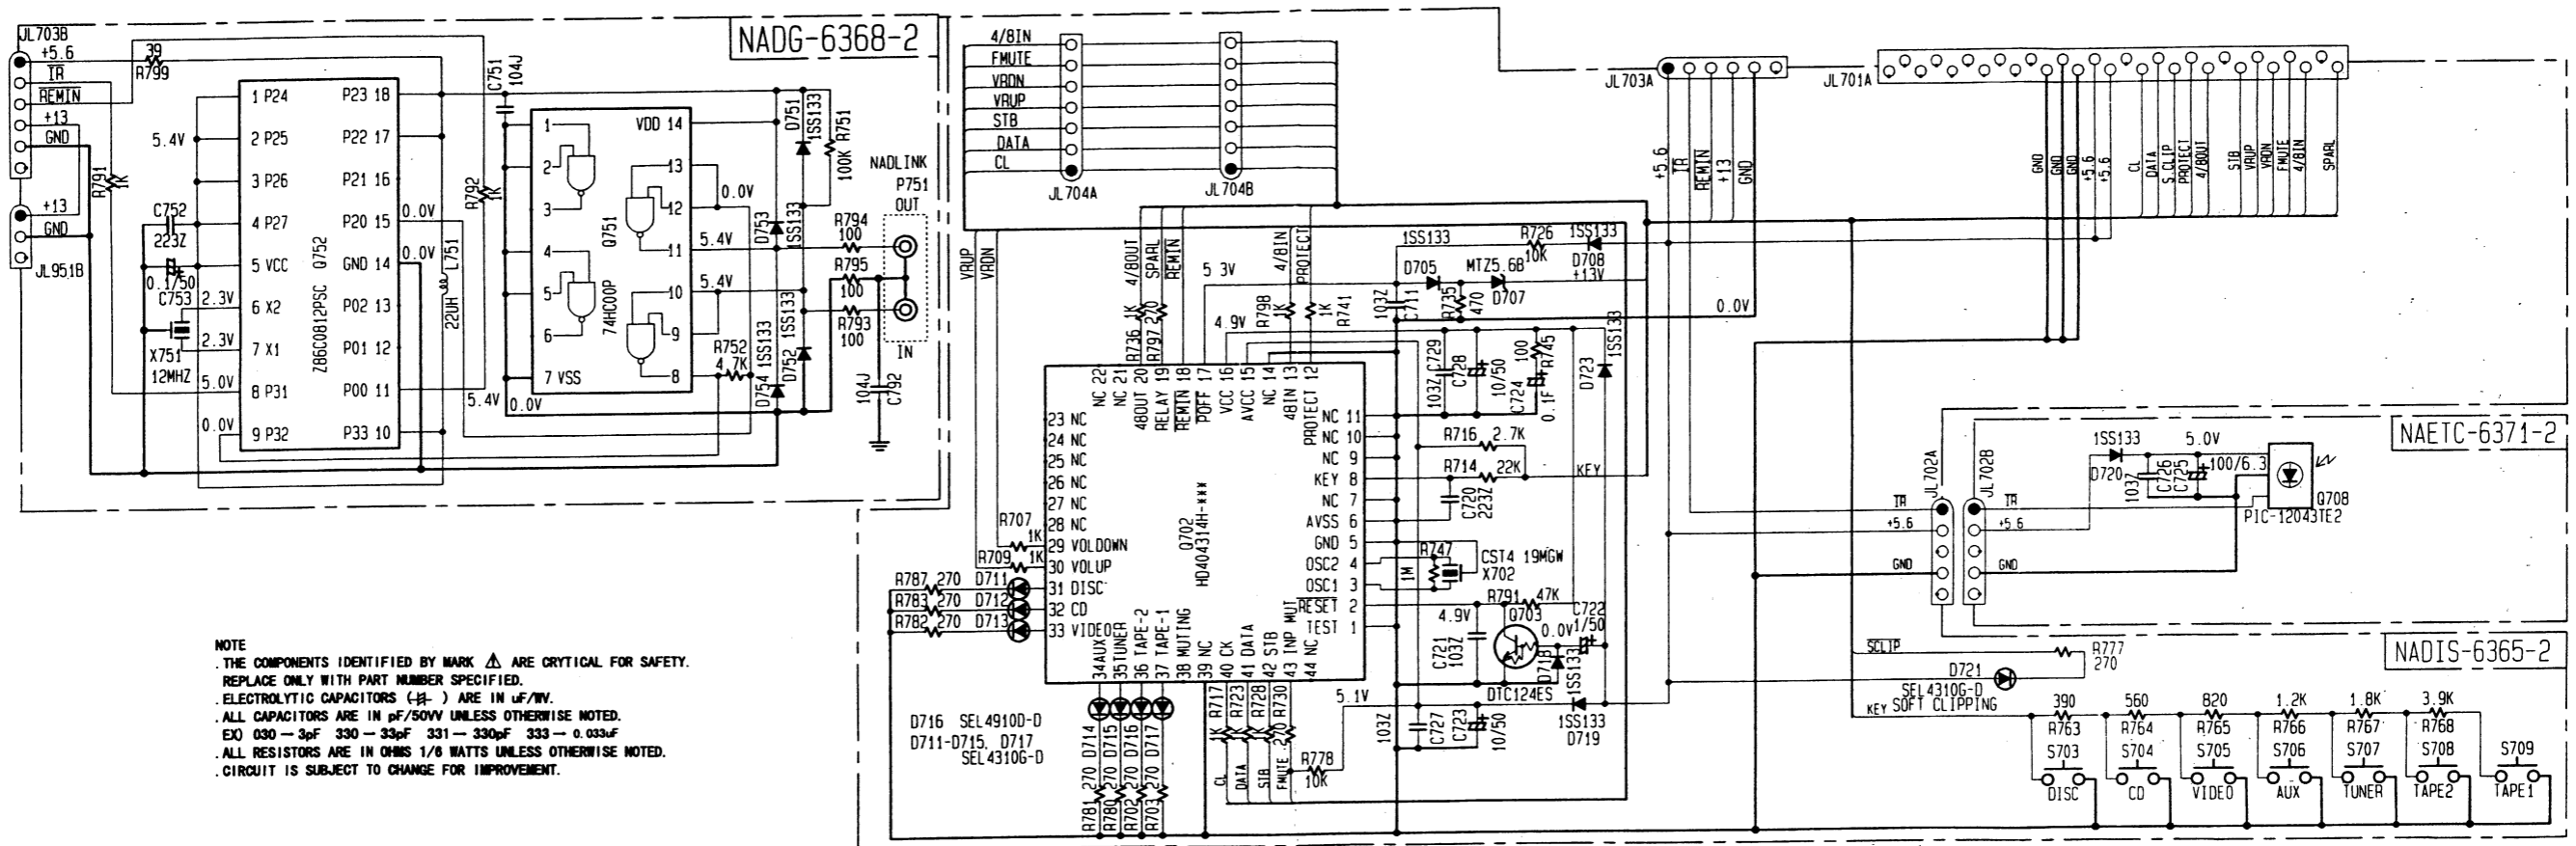 JL703B
+5.6
IR
REMIN
+13
GND
39
R799
+13
GND
JL951B
R791
1K
NADG-6368-2
1 P24
2 P25
3 P26
4 P27
5 VCC
6 X2
7 X1
8 P31
9 P32
P23 18
P22 17
P21 16
P20 15
GND 14
P02 13
P01 12
P00 11
P33 10
Z86C0812PSC Q752
5.4V
C752
223Z
0.1/50
C753
2.3V
2.3V
X751
12MHZ
5.0V
0.0V
0.0V
0.0V
22UH L751
5.4V
R792
1K
C751
104J
1
2
3
4
5
6
7 VSS
VDD 14
13
12
11
10
9
8
Q751
74HC00P
0.0V
0.0V
5.4V
5.4V
R752
4.7K
D751
1SS133
100K R751
D753
1SS133
D754 1SS133
D752
1SS133
NADLINK
P751
OUT
R794
100
R795
100
R793
100
IN
104J
C792
4/8IN
FMUTE
VRDN
VRUP
STB
DATA
CL
JL704A
JL704B
JL703A
+5.6
IR
REMIN
+13
GND
JL701A
GND
GND
GND
+5.6
+5.6
CL
DATA
S.CLIP
PROTECT
4/8OUT
STB
VRUP
VRDN
FMUTE
4/8IN
SPARL
VRUP
VRDN
4/8OUT
SPARL
REMIN
4/8IN
PROTECT
R736 1K
R797 270
5 3V
4.9V
R798
1K
1K
R741
103Z
C711
1SS133
D705
R726
10K
1SS133
D708
+13V
MTZ5.6B
D707
R735
470
0.0V
103Z C729
C728
10/50
C724
100
R745
0.1F
D723
1SS133
NC 22
NC 21
48OUT 20
RELAY 19
REMIN 18
POFF 17
VCC 16
AVCC 15
NC 14
48IN 13
PROTECT 12
NC 11
NC 10
NC 9
KEY 8
NC 7
AVSS 6
GND 5
OSC2 4
OSC1 3
RESET 2
TEST 1
23 NC
24 NC
25 NC
26 NC
27 NC
28 NC
29 VOLDOWN
30 VOLUP
31 DISC
32 CD
33 VIDEO
34AUX
35TUNER
36 TAPE-2
37 TAPE-1
38 MUTING
39 NC
40 CK
41 DATA
42 STB
43 INP MUT
44 NC
Q702
HD404314H-***
R707
1K
R709
1K
R787 270 D711
R783 270 D712
R782 270 D713
R716
2.7K
R714
22K
KEY
C720
223Z
R747
1M
CST4 19MGW
X702
R791
47K
4.9V
Q703
0.0V
C722
1/50
C721
103Z
D718
1SS133
DTC124ES
1SS133
D719
5.1V
103Z
C727
C723
10/50
R717
1K
R723
1K
R728
1K
R730
270
R778
10K
CL
DATA
STB
FMUTE
R781 270 D714
R780 270 D715
R702 270 D716
R703 270 D717
D716 SEL4910D-D
D711-D715, D717
SEL4310G-D
NAETC-6371-2
JL702A
JL702B
IR
+5.6
GND
IR
+5.6
GND
1SS133
D720
5.0V
103Z
C726
C725
100/6.3
Q708
PIC-12043TE2
NADIS-6365-2
SCLIP
R777
270
D721
SEL4310G-D
KEY SOFT CLIPPING
390
R763
S703
DISC
560
R764
S704
CD
820
R765
S705
VIDEO
1.2K
R766
S706
AUX
1.8K
R767
S707
TUNER
3.9K
R768
S708
TAPE2
S709
TAPE1
NOTE
. THE COMPONENTS IDENTIFIED BY MARK ⚠ ARE CRYTICAL FOR SAFETY.
REPLACE ONLY WITH PART NUMBER SPECIFIED.
. ELECTROLYTIC CAPACITORS ( ) ARE IN uF/WV.
. ALL CAPACITORS ARE IN pF/50VV UNLESS OTHERWISE NOTED.
EX) 030 → 3pF 330 → 33pF 331 → 330pF 333 → 0.033uF
. ALL RESISTORS ARE IN OHMS 1/6 WATTS UNLESS OTHERWISE NOTED.
. CIRCUIT IS SUBJECT TO CHANGE FOR IMPROVEMENT.